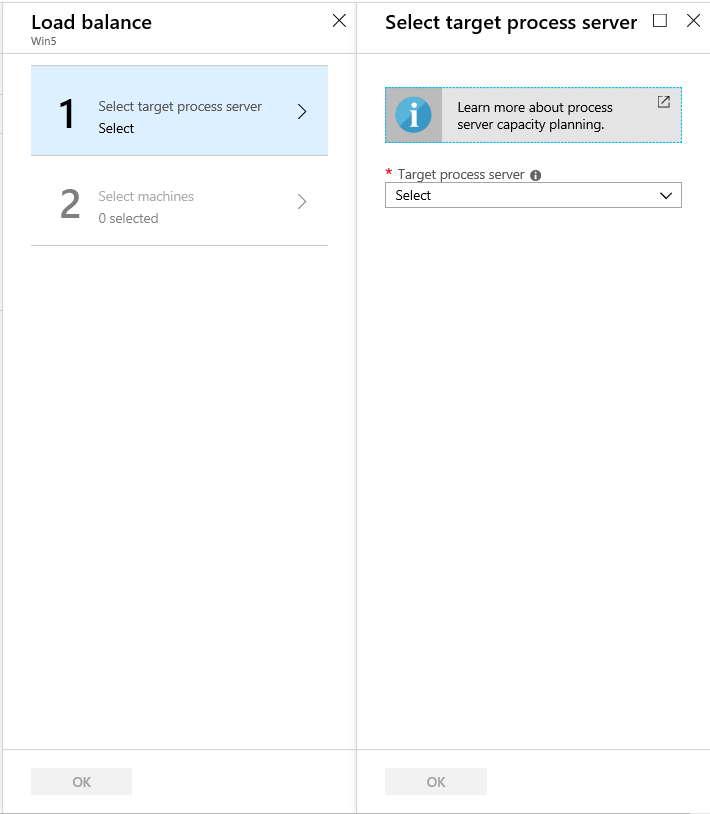 Load balance
Win5
1
Select target process server
Select
2
Select machines
0 selected
OK
Select target process server
Learn more about process
server capacity planning.
* Target process server
Select
OK